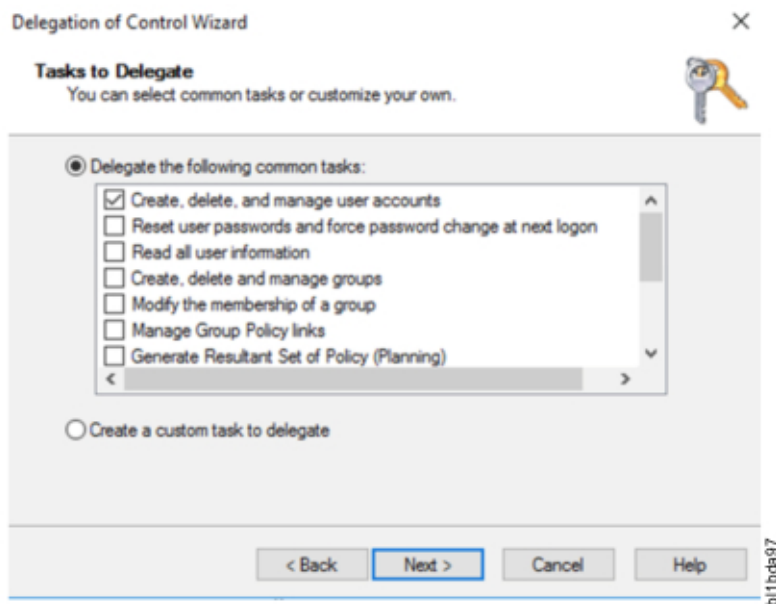 Delegation of Control Wizard
Tasks to Delegate
You can select common tasks or customize your own.
Delegate the following common tasks:
Create, delete, and manage user accounts
Reset user passwords and force password change at next logon
Read all user information
Create, delete and manage groups
Modify the membership of a group
Manage Group Policy links
Generate Resultant Set of Policy (Planning)
Create a custom task to delegate
< Back Next > Cancel Help